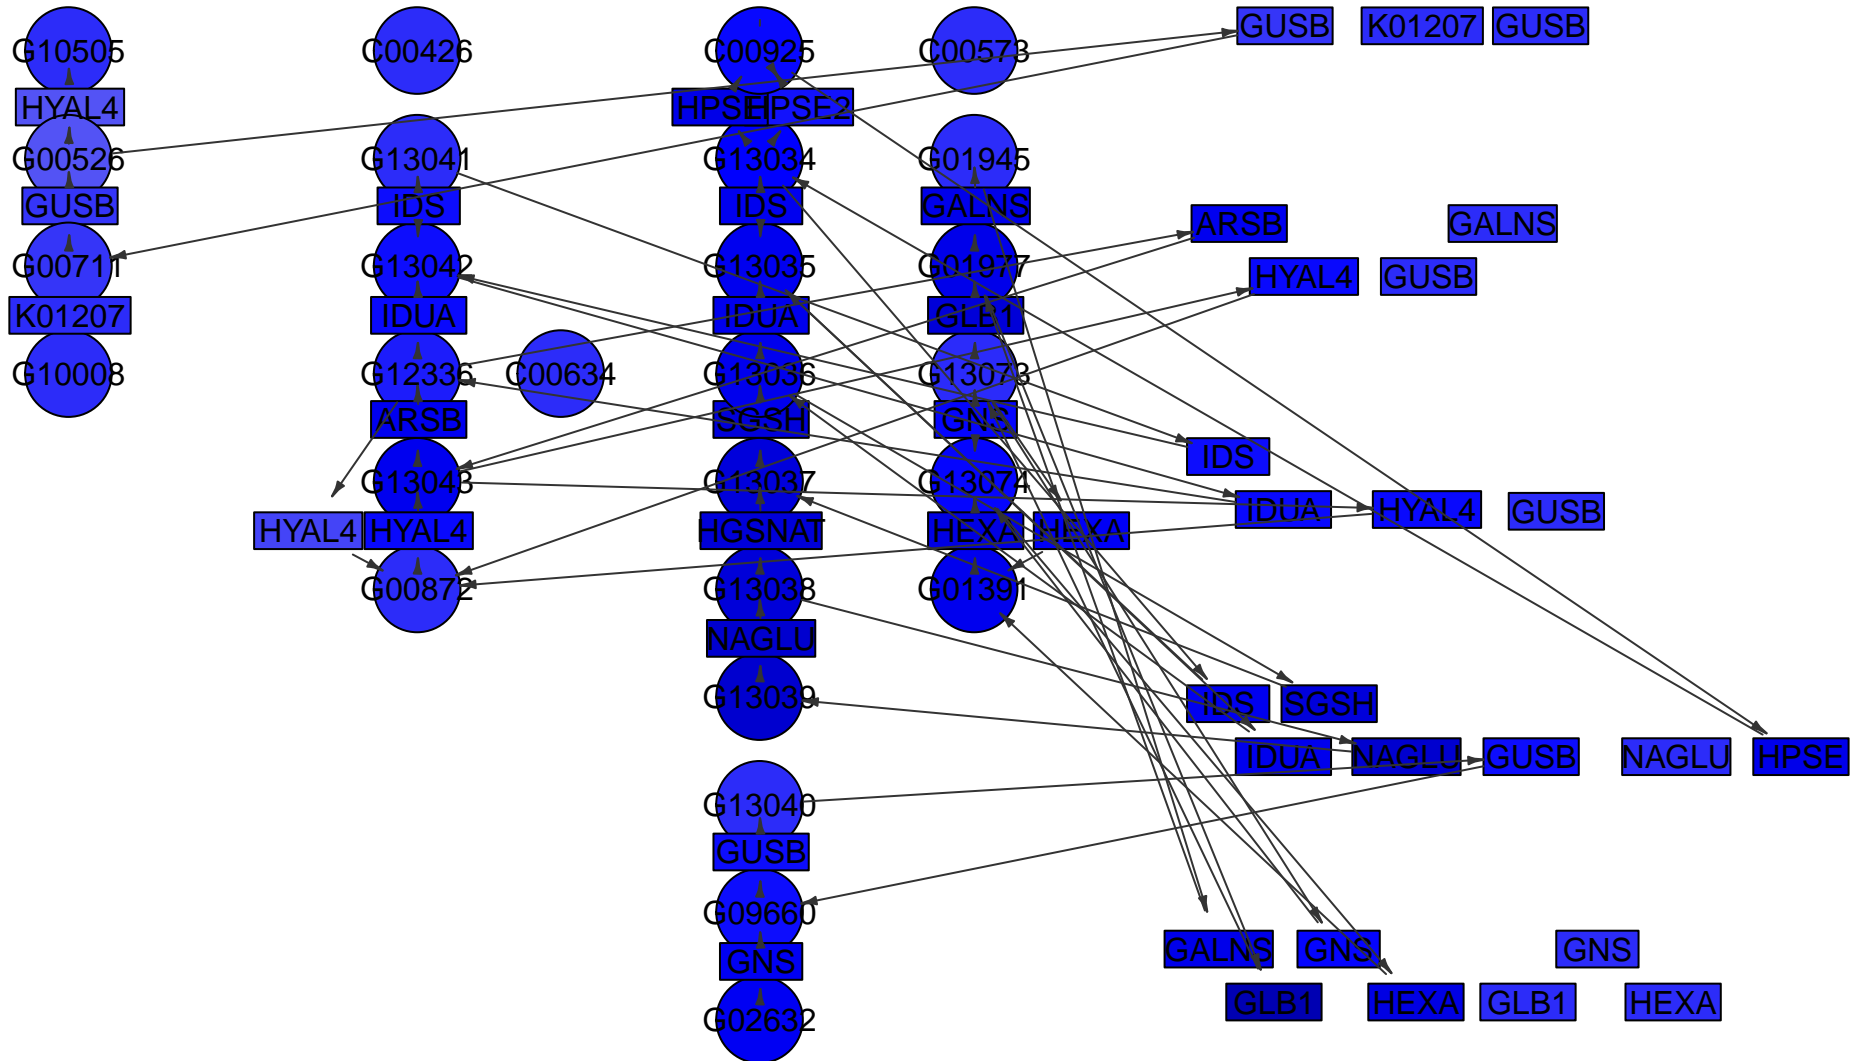 G10505
C00426
C00925
C00573
GUSB
K01207
GUSB
HYAL4
HPSE
HPSE2
G00526
G13041
G13034
G01945
GUSB
IDS
IDS
GALNS
ARSB
GALNS
G00711
G13042
G13035
G01977
HYAL4
GUSB
K01207
IDUA
IDUA
GLB1
G10008
G12336
C00634
G13036
G13073
ARSB
SGSH
GNS
IDS
G13043
G13037
G13074
IDUA
HYAL4
GUSB
HYAL4
HYAL4
HGSNAT
HEXA
HEXA
G00872
G13038
G01391
NAGLU
G13039
IDS
SGSH
IDUA
NAGLU
GUSB
NAGLU
HPSE
G13040
GUSB
G09660
GNS
GALNS
GNS
GNS
G02632
GLB1
HEXA
GLB1
HEXA